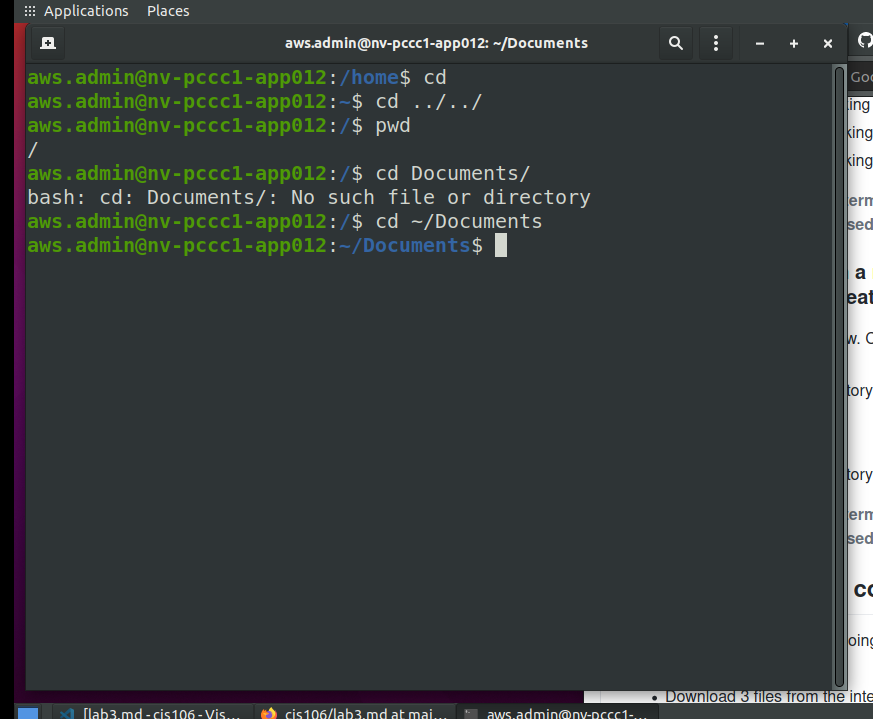 Applications Places
aws.admin@nv-pccc1-app012: ~/Documents
aws.admin@nv-pccc1-app012:/home$ cd
aws.admin@nv-pccc1-app012:~$ cd ../../
aws.admin@nv-pccc1-app012:/$ pwd
/
aws.admin@nv-pccc1-app012:/$ cd Documents/
bash: cd: Documents/: No such file or directory
aws.admin@nv-pccc1-app012:/$ cd ~/Documents
aws.admin@nv-pccc1-app012:~/Documents$
Goo
king
king
king
erm
sed
a
eat
w. C
tory
tory
erm
sed
co
oing
Download 3 files from the inte
[lab3.md - cis106 - Vis... cis106/lab3.md at mai... aws.admin@nv-pccc1-...